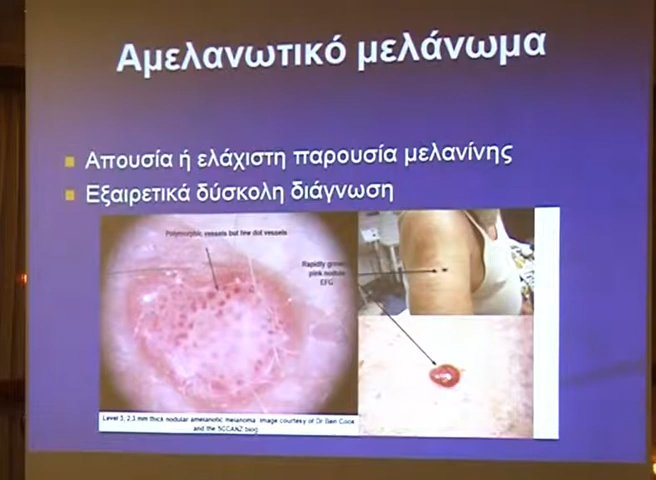 Αμελανωτικό μελάνωμα
Απουσία ή ελάχιστη παρουσία μελανίνης
Εξαιρετικά δύσκολη διάγνωση
Polymorphic vessels but few dot vessels
Rapidly grown
pink nodule
EFG
Level 3, 2.3 mm thick nodular amelanotic melanoma. Image courtesy of Dr Ben Cook
and the SCCANZ blog